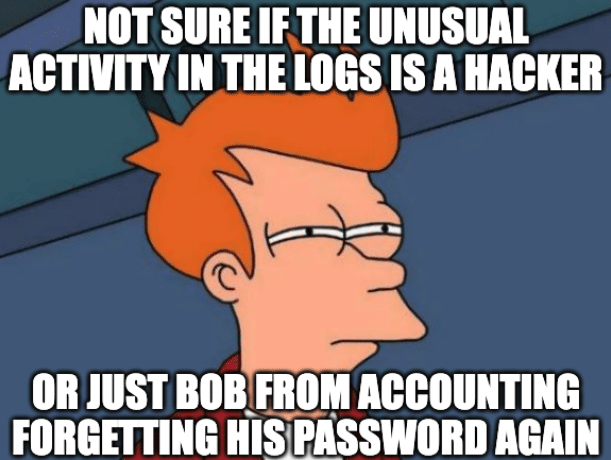 NOT SURE IF THE UNUSUAL
ACTIVITY IN THE LOGS IS A HACKER
OR JUST BOB FROM ACCOUNTING
FORGETTING HIS PASSWORD AGAIN